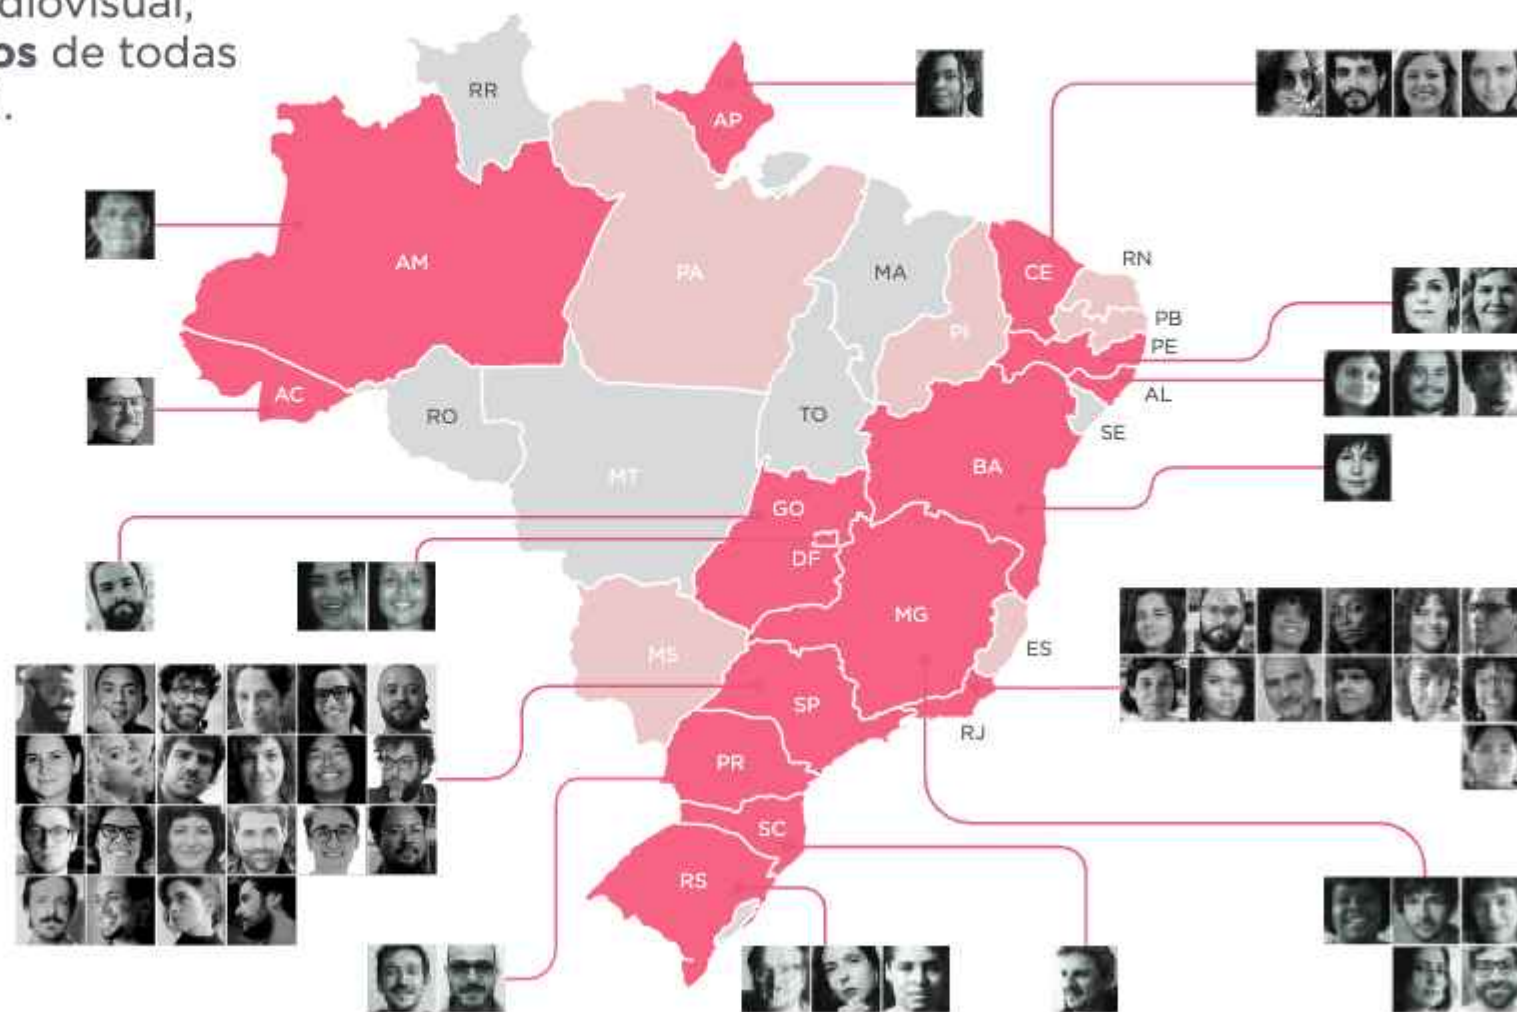 diovisual,
os de todas
.
RR
AP
AM
PA
MA
CE
RN
PI
PB
PE
AC
RO
TO
AL
SE
MT
BA
GO
DF
MG
MS
ES
SP
RJ
PR
SC
RS